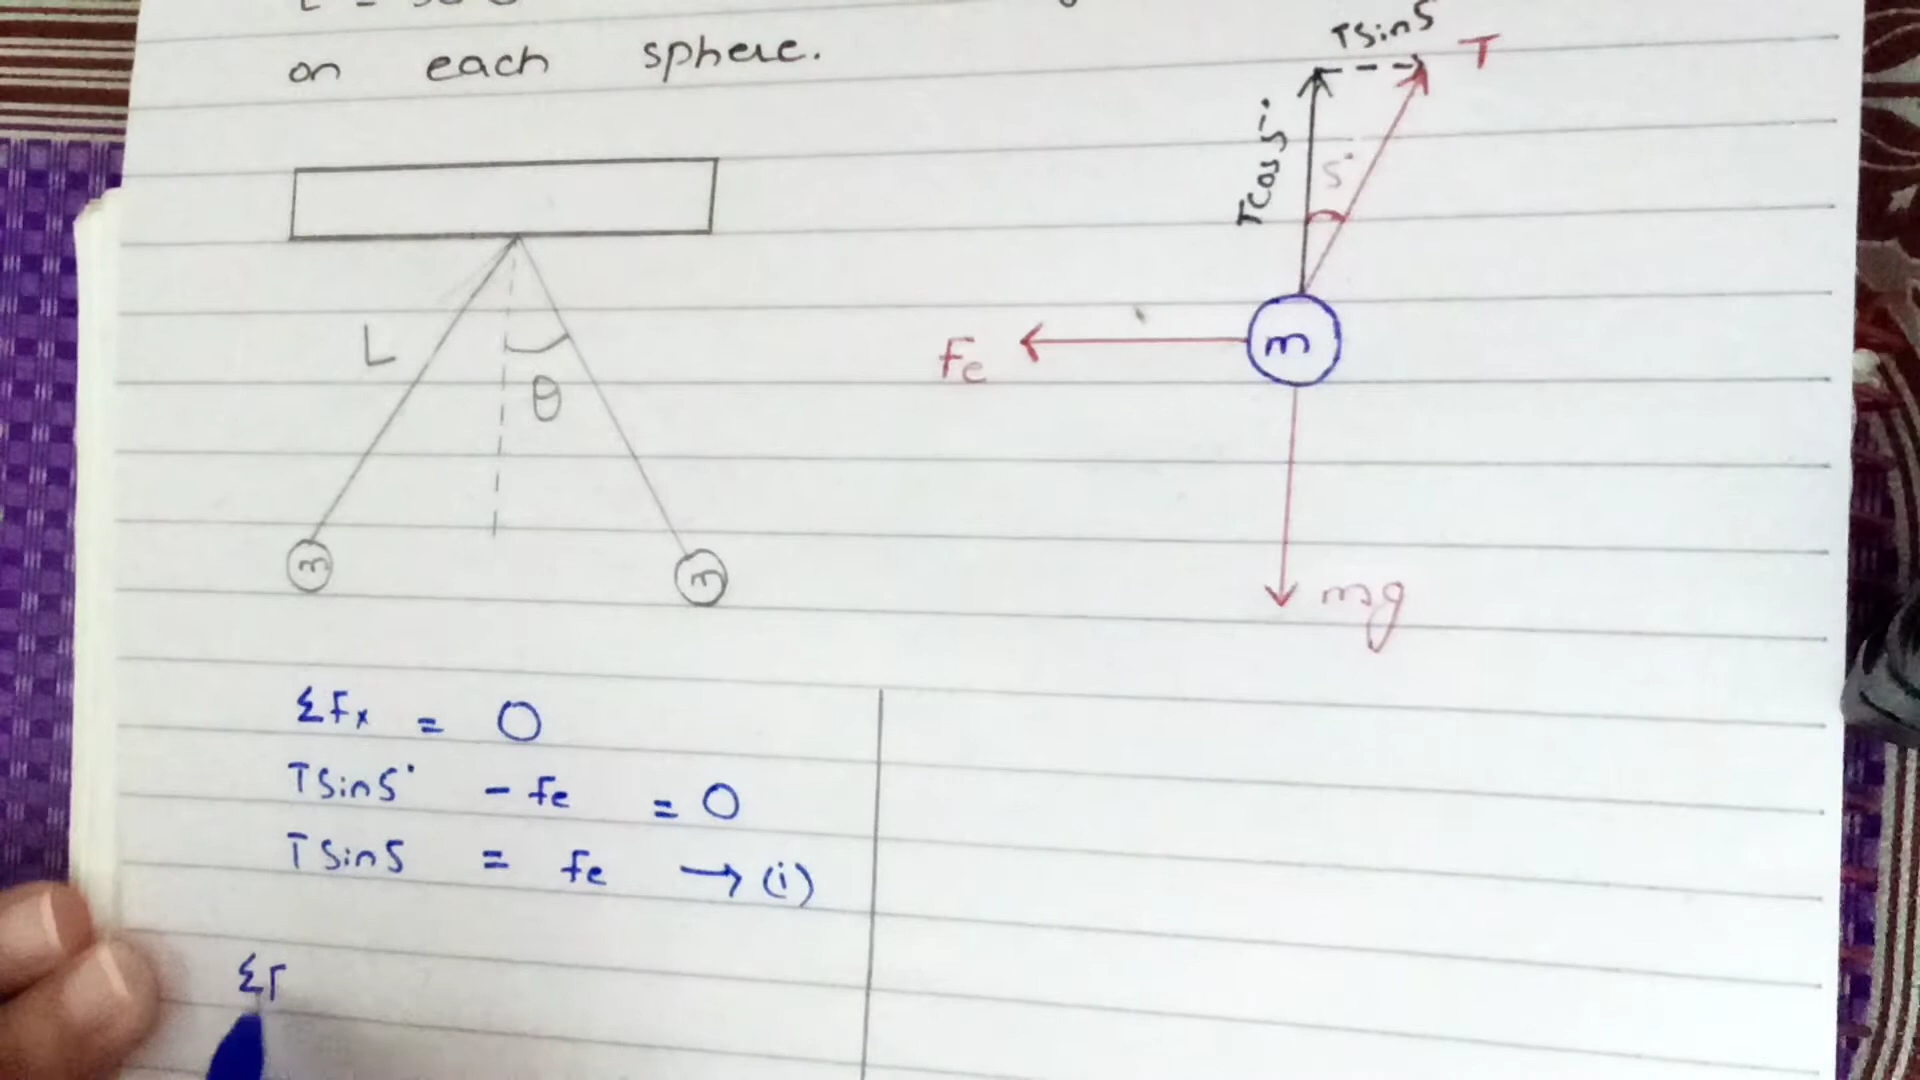 on each sphere.
TSin5
T
TCos5°
5°
L
θ
Fe
m
m
m
mg
ΣFx = 0
TSin5° - fe = 0
TSin5 = fe → (i)
Σ